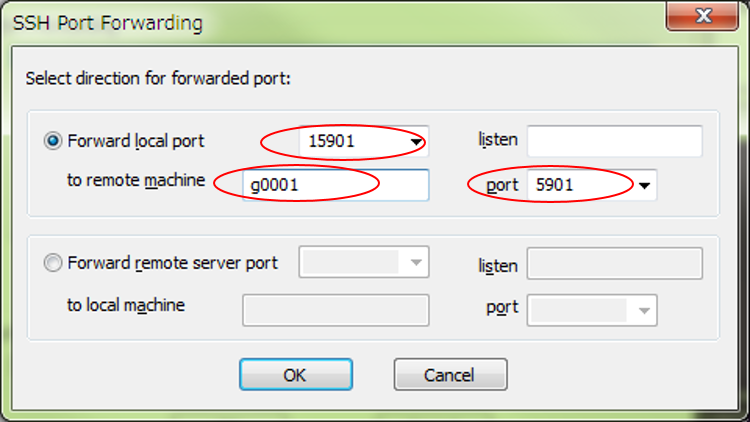 SSH Port Forwarding
Select direction for forwarded port:
Forward local port 15901 listen
to remote machine g0001 port 5901
Forward remote server port listen
to local machine port
OK Cancel